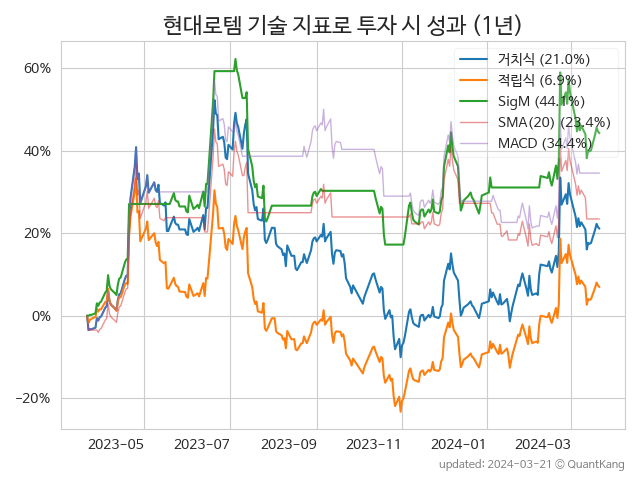 현대로템 기술 지표로 투자 시 성과 (1년)
거치식 (21.0%)
적립식 (6.9%)
SigM (44.1%)
SMA(20) (23.4%)
MACD (34.4%)
60%
40%
20%
0%
−20%
2023-05 2023-07 2023-09 2023-11 2024-01 2024-03
updated: 2024-03-21 © QuantKang